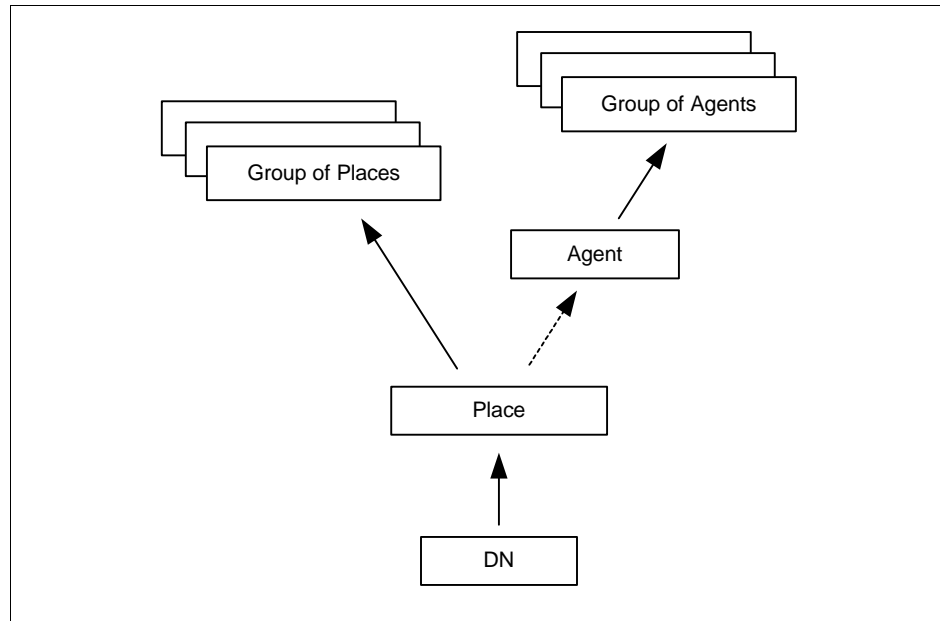 Group of Agents
Group of Places
Agent
Place
DN